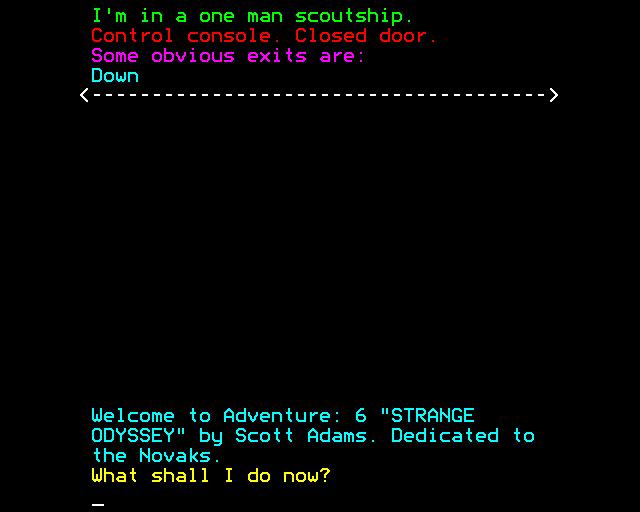 I'm in a one man scoutship.
Control console. Closed door.
Some obvious exits are:
Down
<---------------------------------------------->
Welcome to Adventure: 6 "STRANGE
ODYSSEY" by Scott Adams. Dedicated to
the Novaks.
What shall I do now?
_